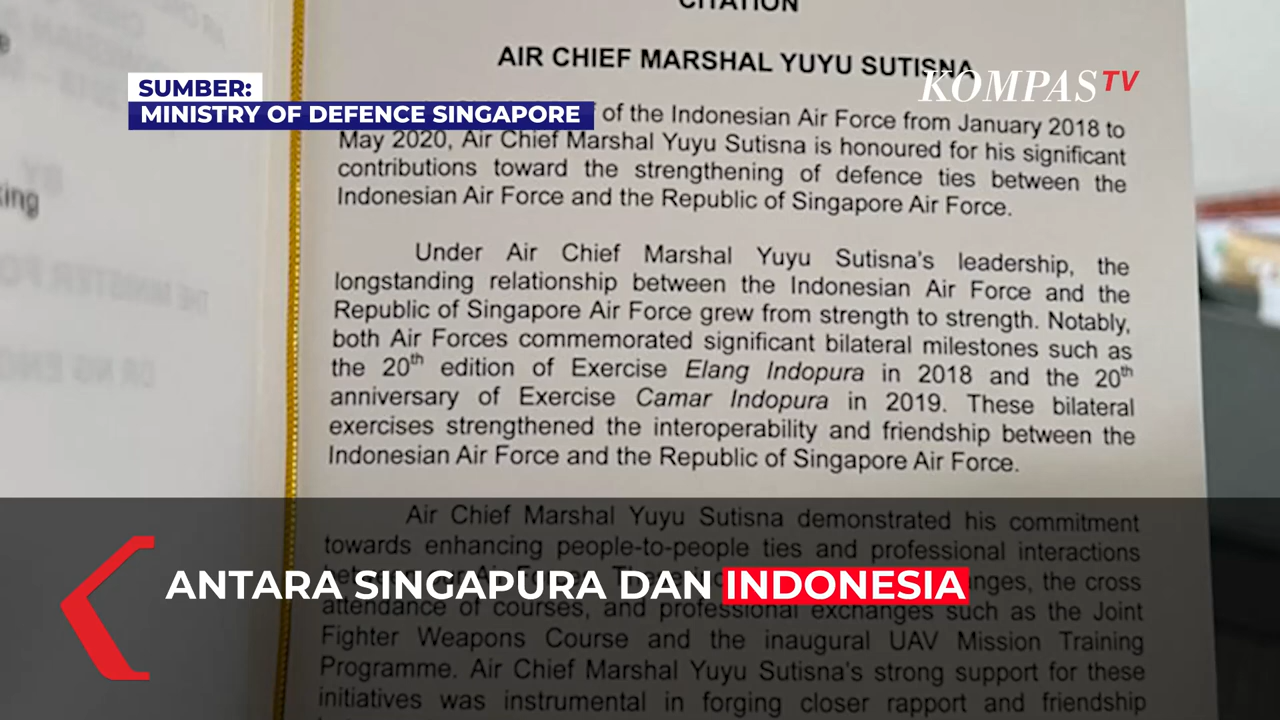 CITATION
AIR CHIEF MARSHAL YUYU SUTISNA
KOMPAS TV
SUMBER:
MINISTRY OF DEFENCE SINGAPORE
of the Indonesian Air Force from January 2018 to
May 2020, Air Chief Marshal Yuyu Sutisna is honoured for his significant
contributions toward the strengthening of defence ties between the
Indonesian Air Force and the Republic of Singapore Air Force.
Under Air Chief Marshal Yuyu Sutisna's leadership, the
longstanding relationship between the Indonesian Air Force and the
Republic of Singapore Air Force grew from strength to strength. Notably,
both Air Forces commemorated significant bilateral milestones such as
the 20th edition of Exercise Elang Indopura in 2018 and the 20th
anniversary of Exercise Camar Indopura in 2019. These bilateral
exercises strengthened the interoperability and friendship between the
Indonesian Air Force and the Republic of Singapore Air Force.
Air Chief Marshal Yuyu Sutisna demonstrated his commitment
towards enhancing people-to-people ties and professional interactions
the cross
ANTARA SINGAPURA DAN INDONESIA
attendance of courses, and professional exchanges such as the Joint
Fighter Weapons Course and the inaugural UAV Mission Training
Programme. Air Chief Marshal Yuyu Sutisna's strong support for these
initiatives was instrumental in forging closer rapport and friendship